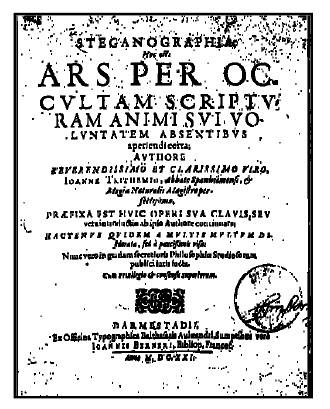 STEGANOGRAPHIA:
Hoc est:
ARS PER OC-
CVLTAM SCRIPTV-
RAM ANIMI SVI VO-
LVNTATEM ABSENTIBVS
aperiendi certa;
AVTHORE
REVERENDISSIMO ET CLARISSIMO VIRO,
IOANNE TRITHEMIO, Abbate Spanheimensi, &
Magiæ Naturalis Magistro per-
fectissimo.
PRÆFIXA EST HVIC OPERI SVA CLAVIS, SEV
vera introductio ab ipso Authore concinnata;
HACTENVS QVIDEM A MVLTIS MVLTVM DE-
siderata, sed à paucissimis visa:
Nunc verò in gratiam secretioris Philosophiæ Studiosorum
publici iuris facta.
Cum Privilegio & consensu superiorum.
DARMBSTADII,
Ex Officina Typographica Balthasaris Aulæandri, Sumptibus verò
IOANNIS BERNERI, Bibliop. Francof.
Anno M, DC, XXI.